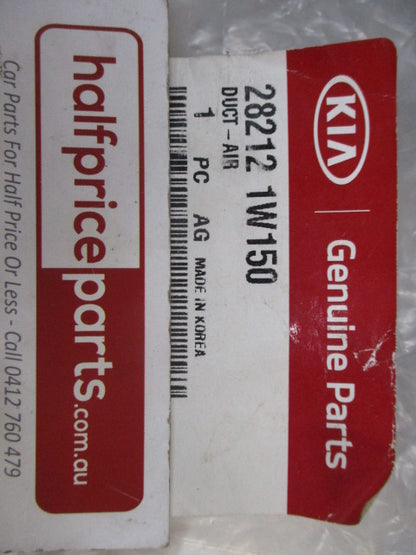 KIA
Genuine Parts
28212 1W150
DUCT-AIR
1 PC AG MADE IN KOREA
halfpriceparts.com.au
Car Parts For Half Price Or Less - Call 0412 760 479